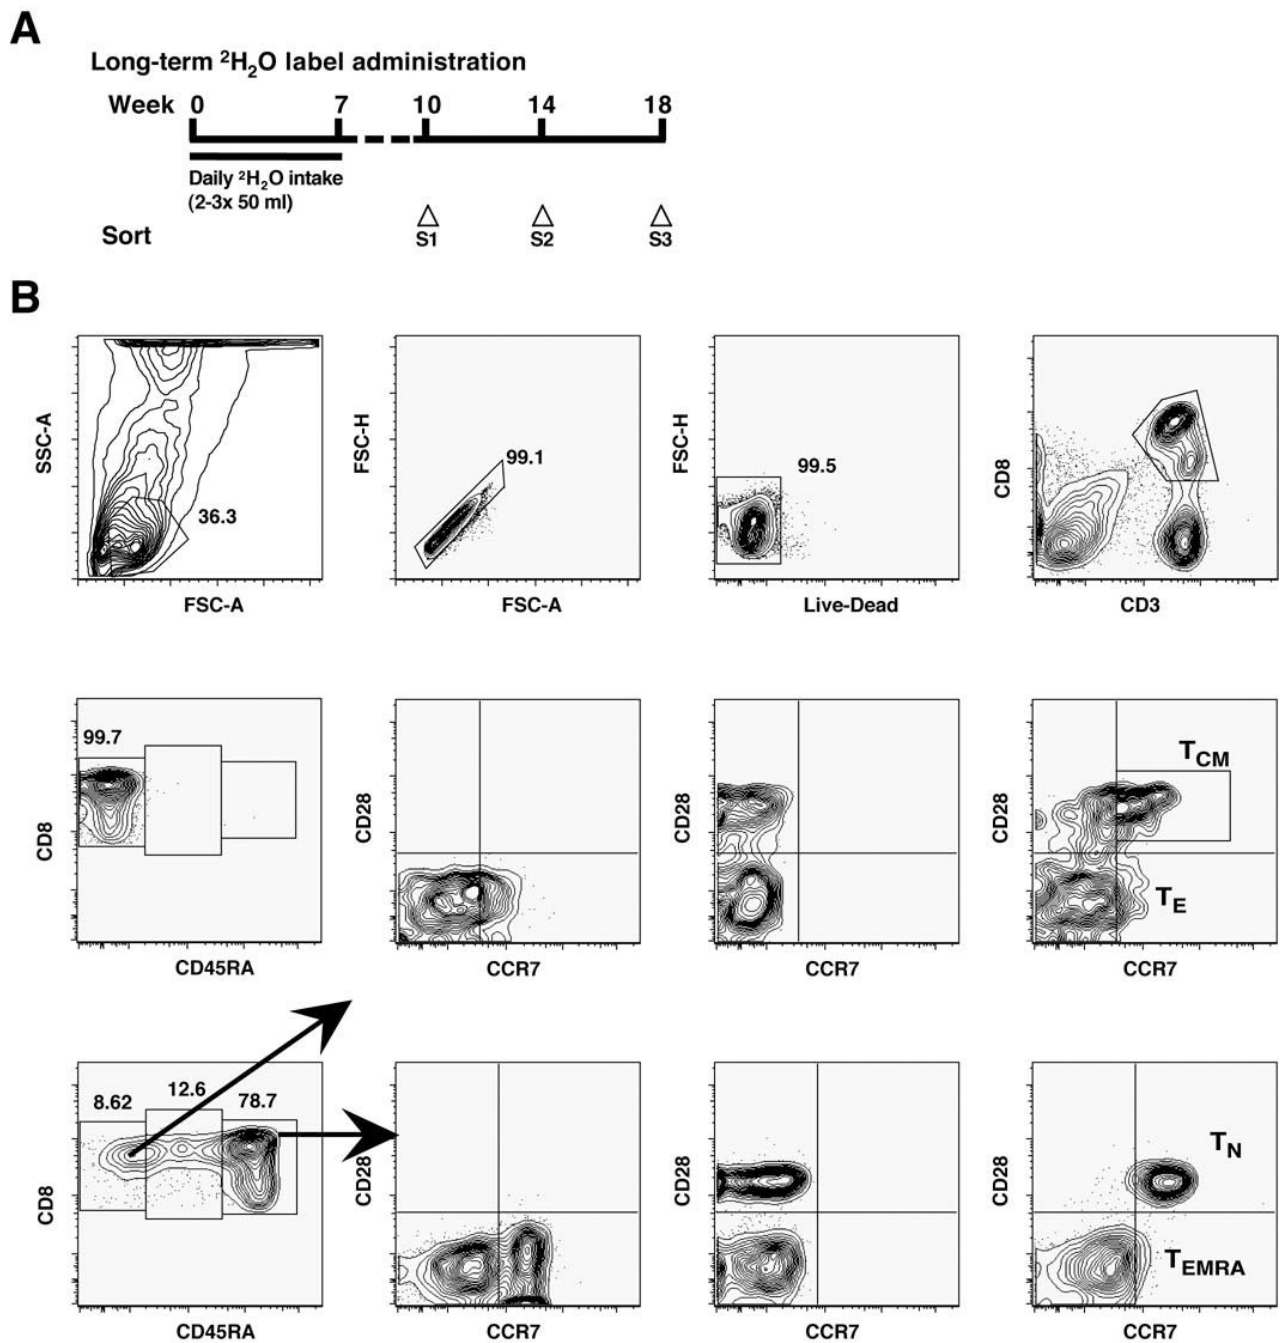 A
Long-term ²H₂O label administration
Week 0 7 10 14 18
Daily ²H₂O intake
(2-3x 50 ml)
Sort S1 S2 S3
B
SSC-A
36.3
FSC-A
FSC-H
99.1
FSC-A
FSC-H
99.5
Live-Dead
CD8
CD3
99.7
CD8
CD45RA
CD28
CCR7
CD28
CCR7
CD28
T_CM
T_E
CCR7
8.62 12.6 78.7
CD8
CD45RA
CD28
CCR7
CD28
CCR7
CD28
T_N
T_EMRA
CCR7